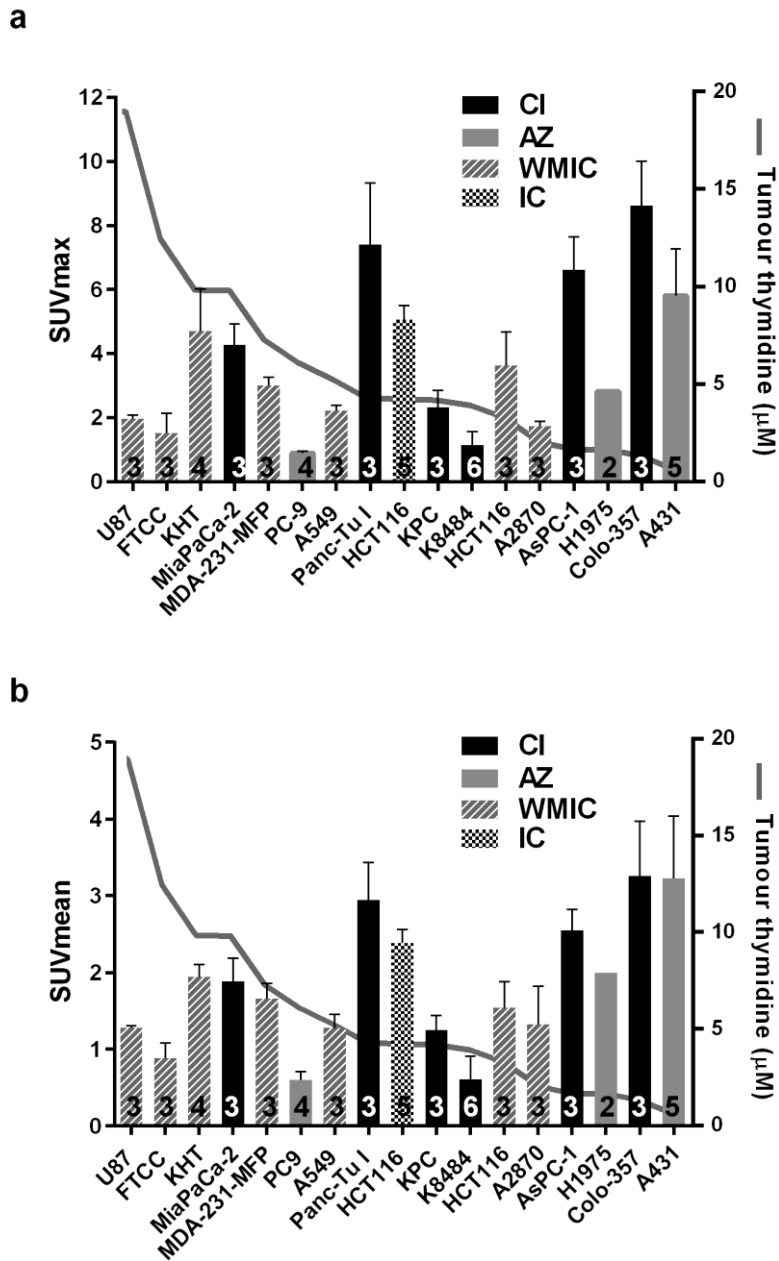 a
12
10
8
6
4
2
0
SUVmax
CI
AZ
WMIC
IC
20
15
10
5
0
Tumour thymidine (μM)
3 3 4 3 3 4 3 3 5 3 6 3 3 3 2 3 5
U87
FTCC
KHT
MiaPaCa-2
MDA-231-MFP
PC-9
A549
Panc-Tu I
HCT116
KPC
K8484
HCT116
A2870
AsPC-1
H1975
Colo-357
A431
b
5
4
3
2
1
0
SUVmean
CI
AZ
WMIC
IC
20
15
10
5
0
Tumour thymidine (μM)
3 3 4 3 3 4 3 3 5 3 6 3 3 3 2 3 5
U87
FTCC
KHT
MiaPaCa-2
MDA-231-MFP
PC9
A549
Panc-Tu I
HCT116
KPC
K8484
HCT116
A2870
AsPC-1
H1975
Colo-357
A431